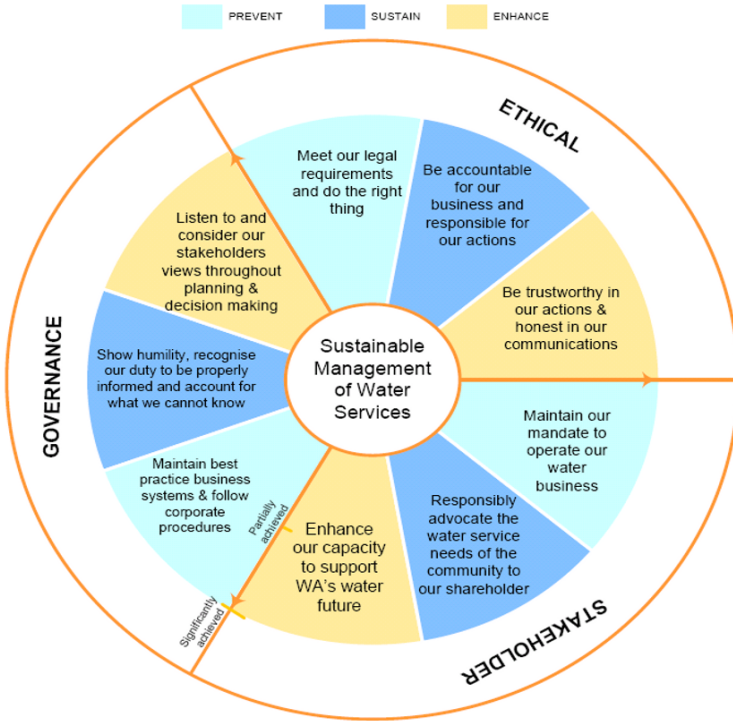 PREVENT
SUSTAIN
ENHANCE
ETHICAL
Meet our legal
requirements
and do the right
thing
Be accountable
for our
business and
responsible for
our actions
Be trustworthy in
our actions &
honest in our
communications
Listen to and
consider our
stakeholders
views throughout
planning &
decision making
GOVERNANCE
Show humility, recognise
our duty to be properly
informed and account for
what we cannot know
Sustainable
Management
of Water
Services
Maintain best
practice business
systems & follow
corporate
procedures
Partially
achieved
Significantly
achieved
Enhance
our capacity
to support
WA's water
future
Responsibly
advocate the
water service
needs of the
community to
our shareholder
Maintain our
mandate to
operate our
water
business
STAKEHOLDER